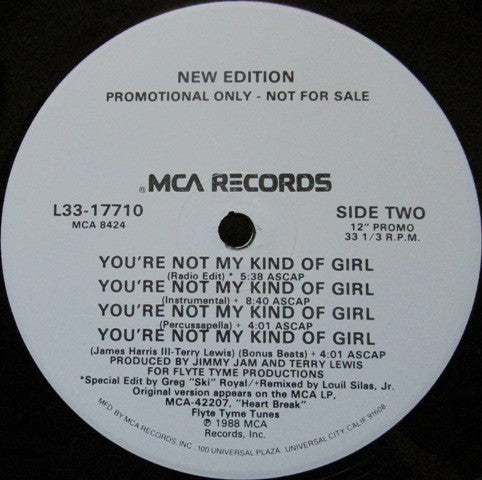 NEW EDITION
PROMOTIONAL ONLY - NOT FOR SALE
®MCA RECORDS
L33-17710
MCA 8424
SIDE TWO
12" PROMO
33 1/3 R.P.M.
YOU'RE NOT MY KIND OF GIRL
(Radio Edit) * 5:38 ASCAP
YOU'RE NOT MY KIND OF GIRL
(Instrumental) + 8:40 ASCAP
YOU'RE NOT MY KIND OF GIRL
(Percussapella) + 4:01 ASCAP
YOU'RE NOT MY KIND OF GIRL
(James Harris III-Terry Lewis) (Bonus Beats) + 4:01 ASCAP
PRODUCED BY JIMMY JAM AND TERRY LEWIS
FOR FLYTE TYME PRODUCTIONS
*Special Edit by Greg "Ski" Royal/+Remixed by Louil Silas, Jr.
Original version appears on the MCA LP,
MCA-42207, "Heart Break"
Flyte Tyme Tunes
℗1988 MCA
Records, Inc.
MFD BY MCA RECORDS, INC. 100 UNIVERSAL PLAZA, UNIVERSAL CITY, CALIF 91608